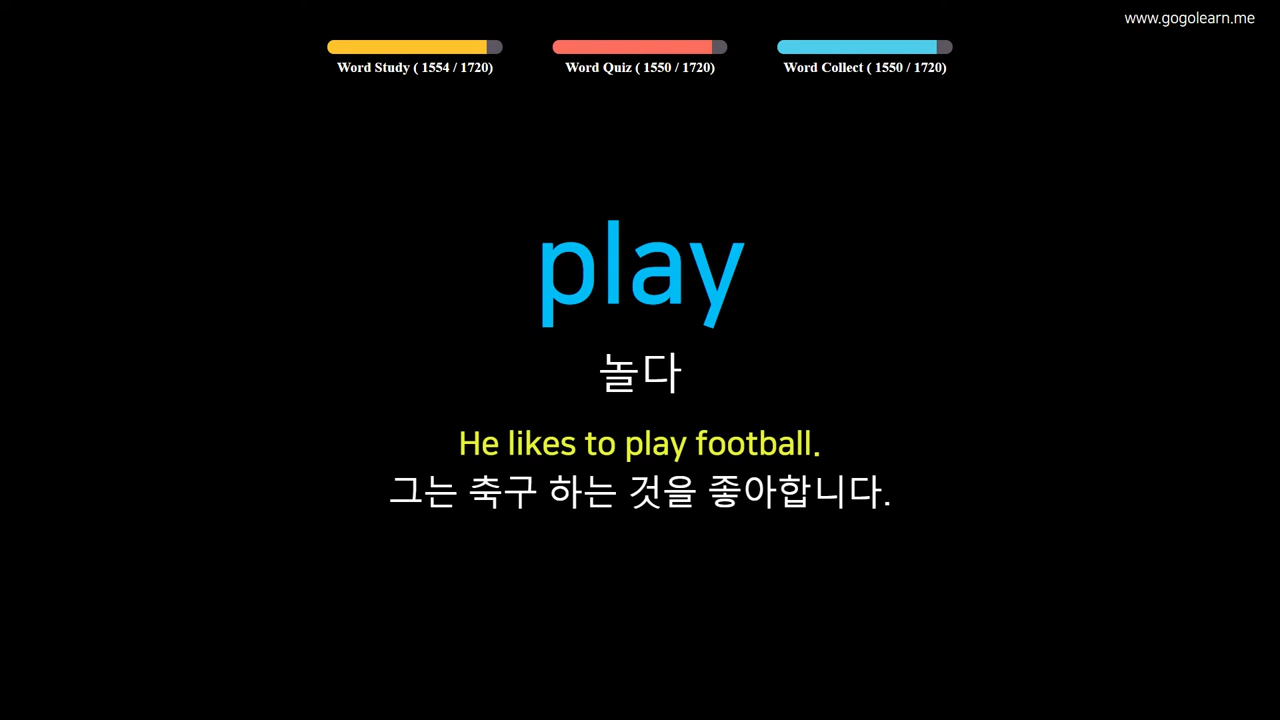 www.gogolearn.me
Word Study ( 1554 / 1720)
Word Quiz ( 1550 / 1720)
Word Collect ( 1550 / 1720)
play
놀다
He likes to play football.
그는 축구 하는 것을 좋아합니다.